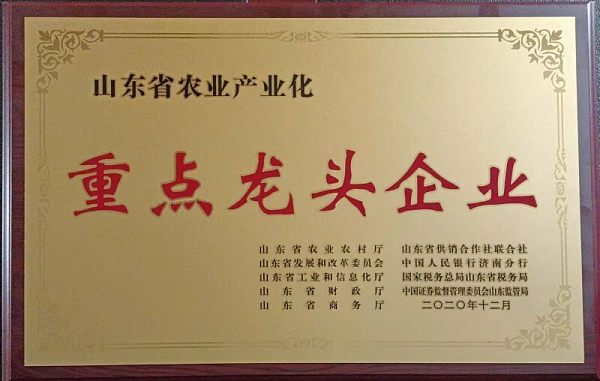 山东省农业产业化
重点龙头企业
山东省农业农村厅 山东省供销合作社联合社
山东省发展和改革委员会 中国人民银行济南分行
山东省工业和信息化厅 国家税务总局山东省税务局
山东省财政厅 中国证券监督管理委员会山东监管局
山东省商务厅 二〇二〇年十二月